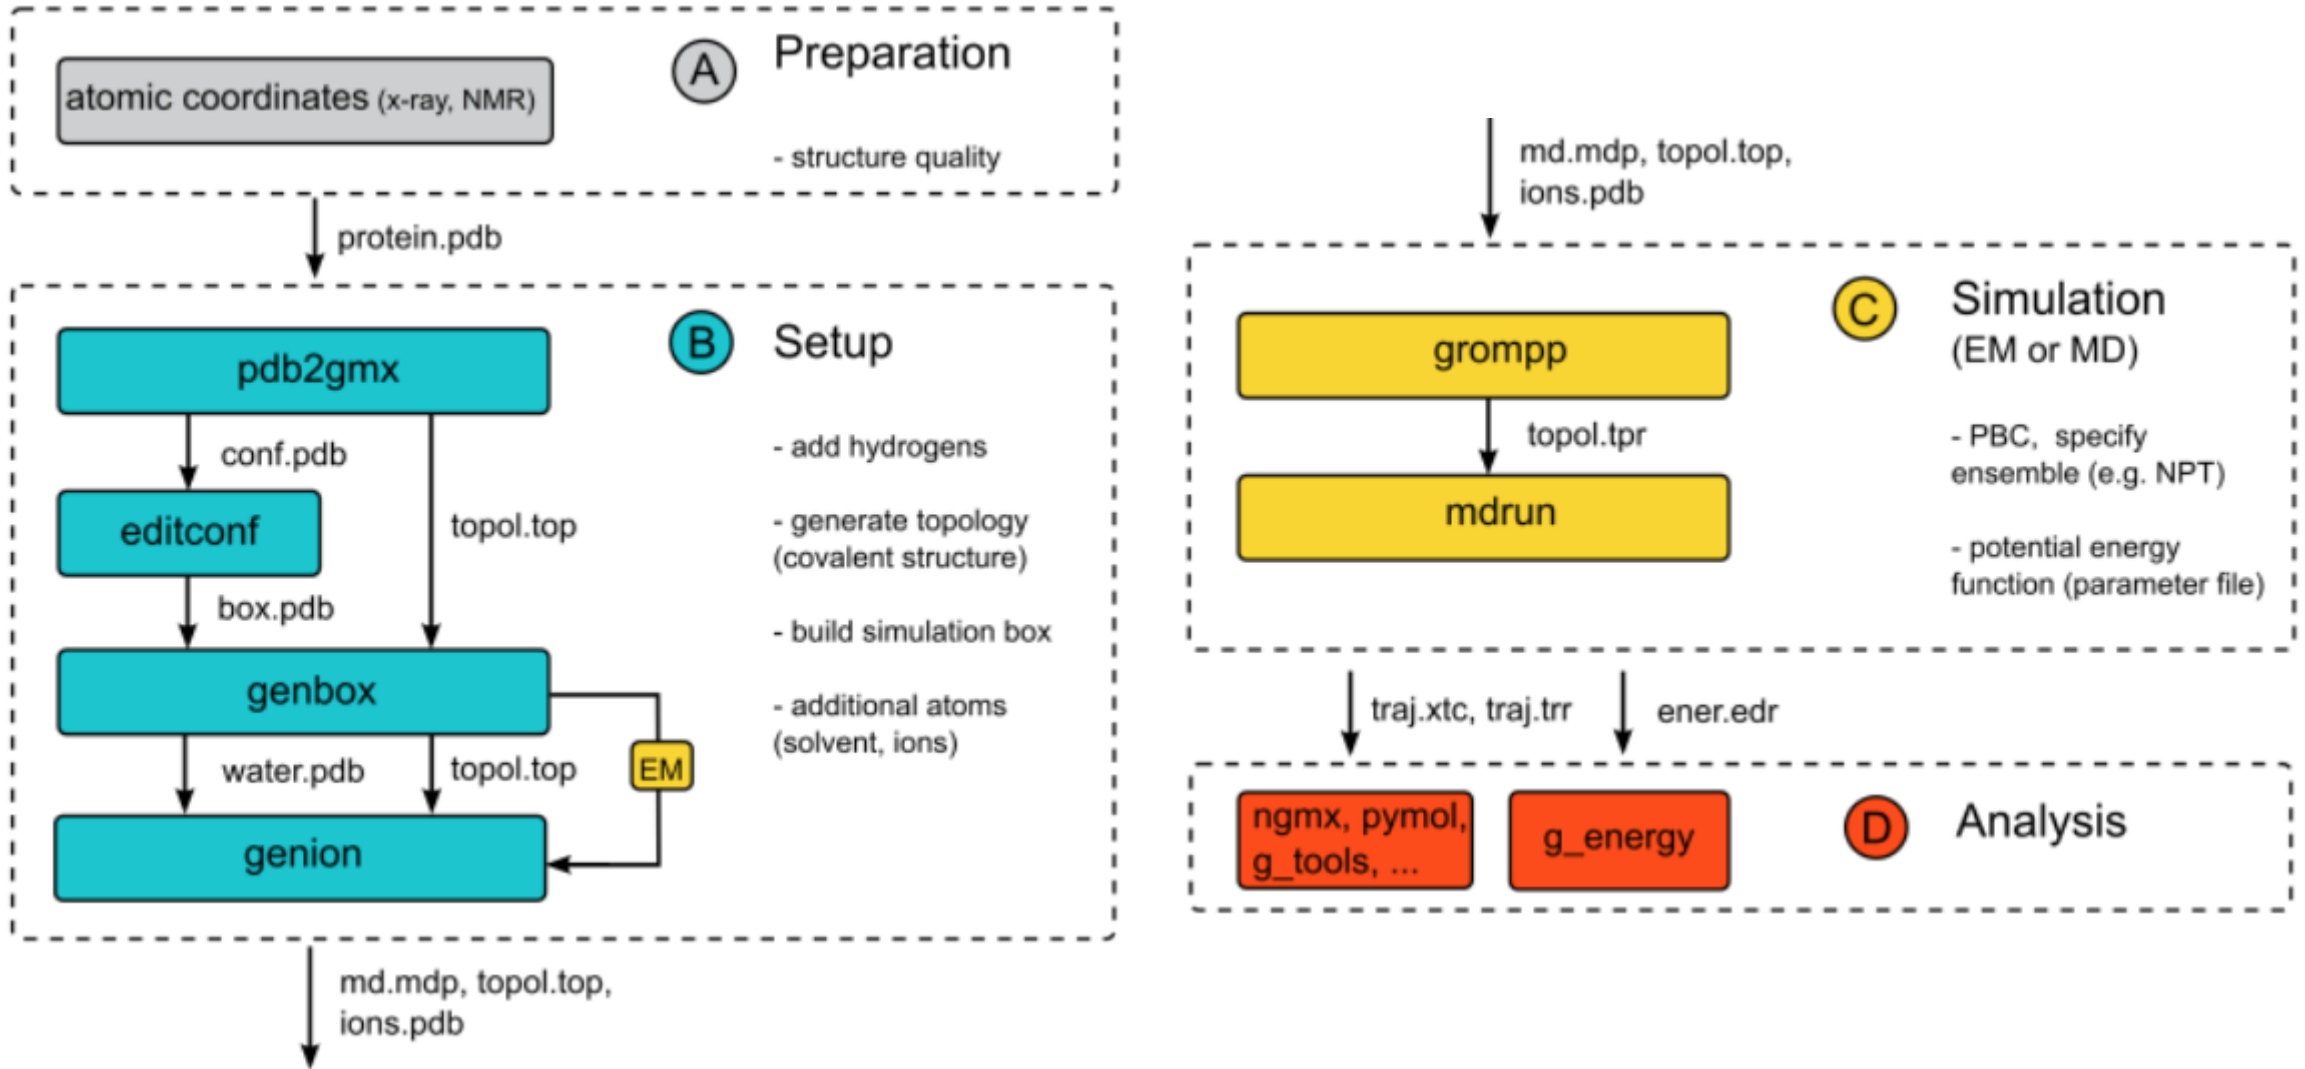 A
Preparation
atomic coordinates (x-ray, NMR)
- structure quality
protein.pdb
B
Setup
pdb2gmx
conf.pdb
editconf
topol.top
box.pdb
genbox
water.pdb
topol.top
EM
genion
- add hydrogens
- generate topology
(covalent structure)
- build simulation box
- additional atoms
(solvent, ions)
md.mdp, topol.top,
ions.pdb
md.mdp, topol.top,
ions.pdb
C
Simulation
(EM or MD)
grompp
topol.tpr
mdrun
- PBC, specify
ensemble (e.g. NPT)
- potential energy
function (parameter file)
traj.xtc, traj.trr
ener.edr
ngmx, pymol,
g_tools, ...
g_energy
D
Analysis